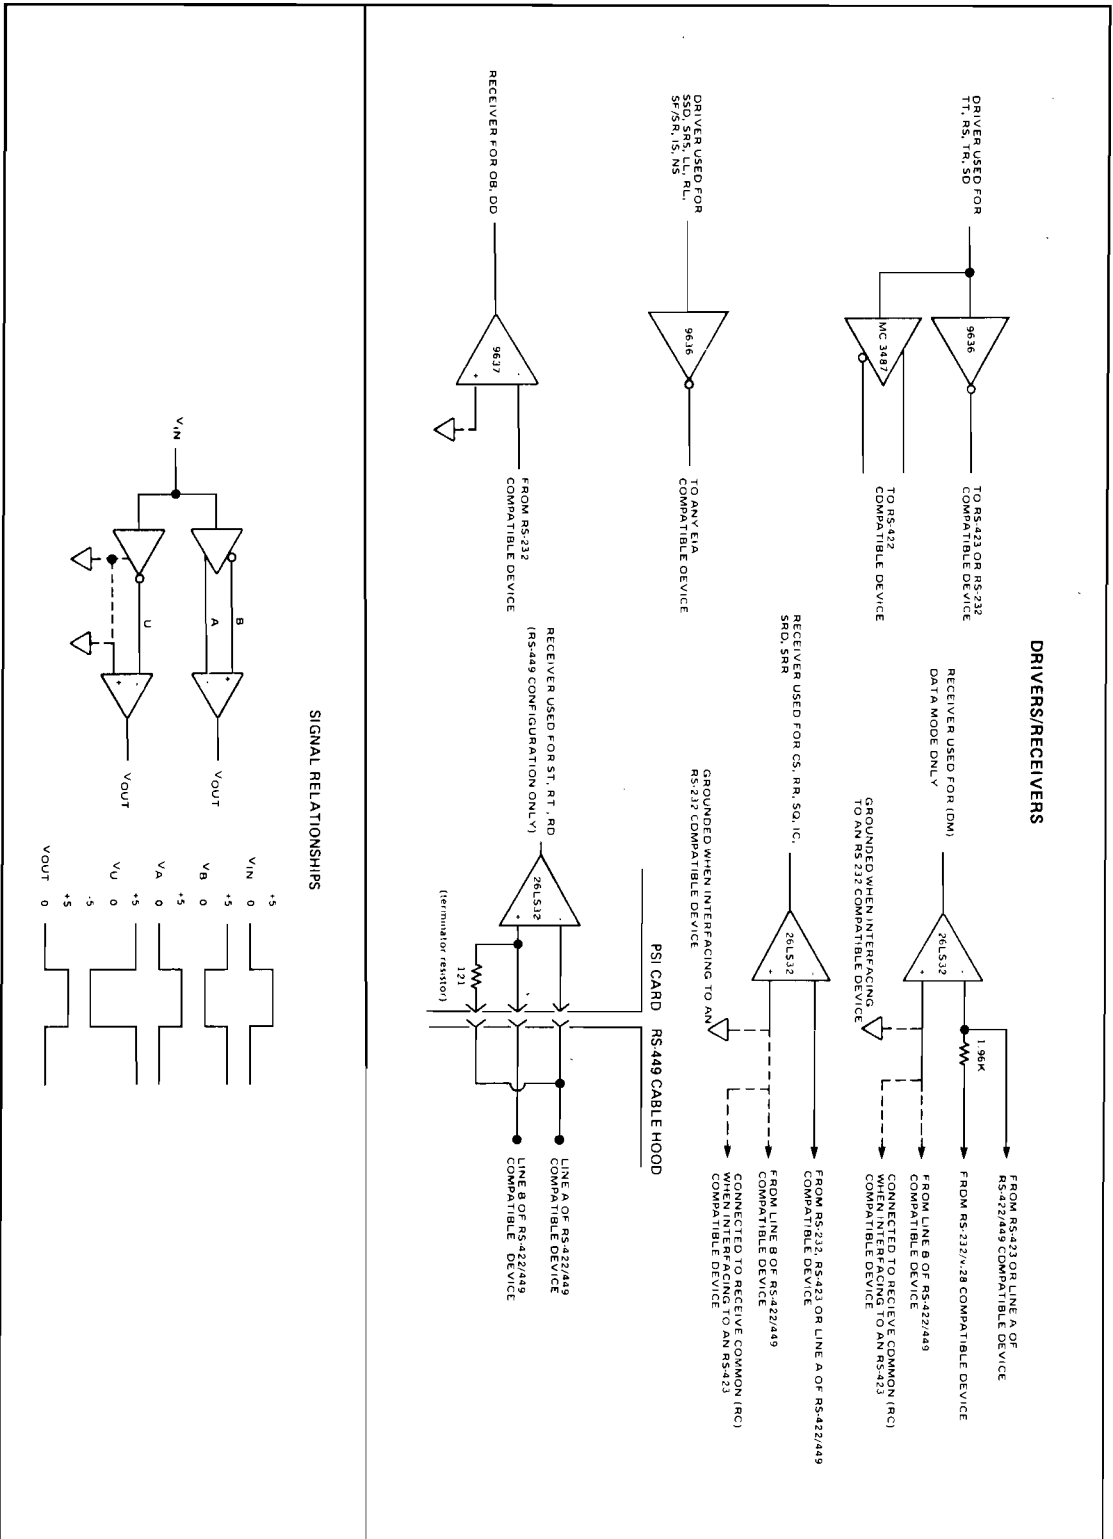 DRIVERS/RECEIVERS
DRIVER USED FOR
TT, RS, TR, SD
9636
MC 3487
TO RS-423 OR RS-232
COMPATIBLE DEVICE
TO RS-422
COMPATIBLE DEVICE
DRIVER USED FOR
SSD, SRS, LL, RL,
SF/SR, IS, NS
9636
TO ANY EIA
COMPATIBLE DEVICE
RECEIVER FOR OB, DD
9637
-
+
FROM RS-232
COMPATIBLE DEVICE
RECEIVER USED FOR (DM)
DATA MODE ONLY
26LS32
-
+
1.96K
GROUNDED WHEN INTERFACING
TO AN RS 232 COMPATIBLE DEVICE
FROM RS-423 OR LINE A OF
RS-422/449 COMPATIBLE DEVICE
FROM RS-232/v.28 COMPATIBLE DEVICE
FROM LINE B OF RS-422/449
COMPATIBLE DEVICE
CONNECTED TO RECIEVE COMMON (RC)
WHEN INTERFACING TO AN RS-423
COMPATIBLE DEVICE
RECEIVER USED FOR CS, RR, SQ, IC,
SRD, SRR
26LS32
-
+
GROUNDED WHEN INTERFACING TO AN
RS-232 COMPATIBLE DEVICE
FROM RS-232, RS-423 OR LINE A OF RS-422/449
COMPATIBLE DEVICE
FROM LINE B OF RS-422/449
COMPATIBLE DEVICE
CONNECTED TO RECEIVE COMMON (RC)
WHEN INTERFACING TO AN RS-423
COMPATIBLE DEVICE
PSI CARD
RS-449 CABLE HOOD
RECEIVER USED FOR ST, RT, RD
(RS-449 CONFIGURATION ONLY)
26LS32
-
+
121
(terminator resistor)
LINE A OF RS-422/449
COMPATIBLE DEVICE
LINE B OF RS-422/449
COMPATIBLE DEVICE
SIGNAL RELATIONSHIPS
VIN
B
A
U
-
+
-
+
VOUT
VOUT
+5
VIN 0
+5
VB 0
+5
VA 0
+5
VU 0
-5
+5
VOUT 0